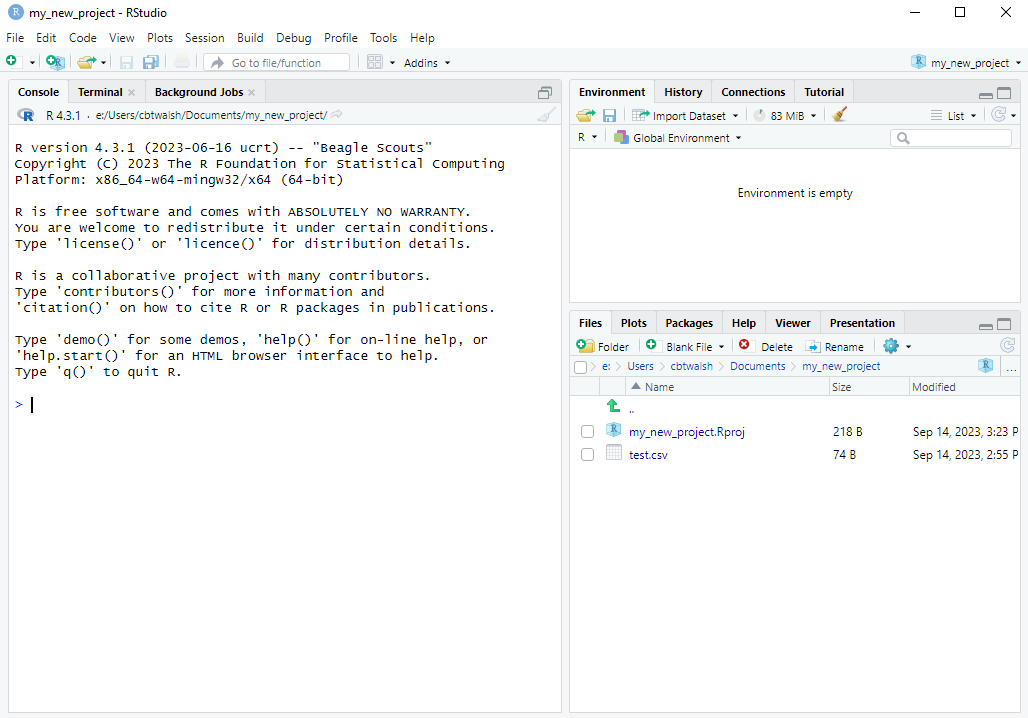 my_new_project - RStudio
File Edit Code View Plots Session Build Debug Profile Tools Help
Go to file/function Addins my_new_project
Console Terminal Background Jobs
R 4.3.1 · e:/Users/cbtwalsh/Documents/my_new_project/
R version 4.3.1 (2023-06-16 ucrt) -- "Beagle Scouts"
Copyright (C) 2023 The R Foundation for Statistical Computing
Platform: x86_64-w64-mingw32/x64 (64-bit)
R is free software and comes with ABSOLUTELY NO WARRANTY.
You are welcome to redistribute it under certain conditions.
Type 'license()' or 'licence()' for distribution details.
R is a collaborative project with many contributors.
Type 'contributors()' for more information and
'citation()' on how to cite R or R packages in publications.
Type 'demo()' for some demos, 'help()' for on-line help, or
'help.start()' for an HTML browser interface to help.
Type 'q()' to quit R.
>
Environment History Connections Tutorial
Import Dataset 83 MiB List
R Global Environment
Environment is empty
Files Plots Packages Help Viewer Presentation
Folder Blank File Delete Rename
e: Users cbtwalsh Documents my_new_project ...
Name Size Modified
..
my_new_project.Rproj 218 B Sep 14, 2023, 3:23 P
test.csv 74 B Sep 14, 2023, 2:55 P